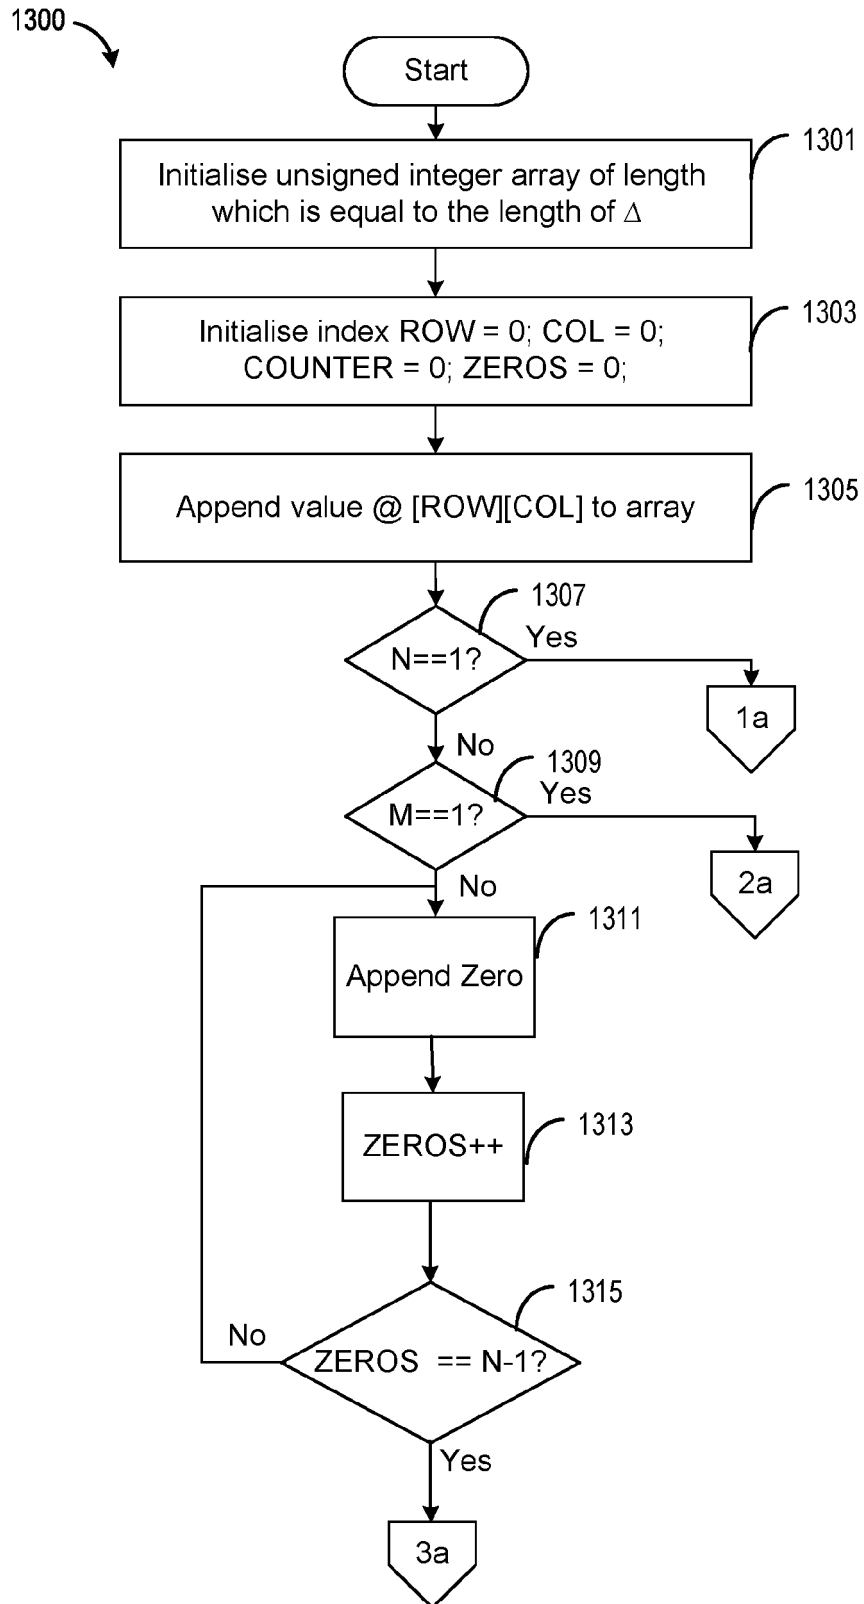 1300
Start
1301
Initialise unsigned integer array of length
which is equal to the length of Δ
1303
Initialise index ROW = 0; COL = 0;
COUNTER = 0; ZEROS = 0;
1305
Append value @ [ROW][COL] to array
1307
N==1?
Yes
1a
No
1309
M==1?
Yes
2a
No
1311
Append Zero
1313
ZEROS++
1315
No
ZEROS == N-1?
Yes
3a